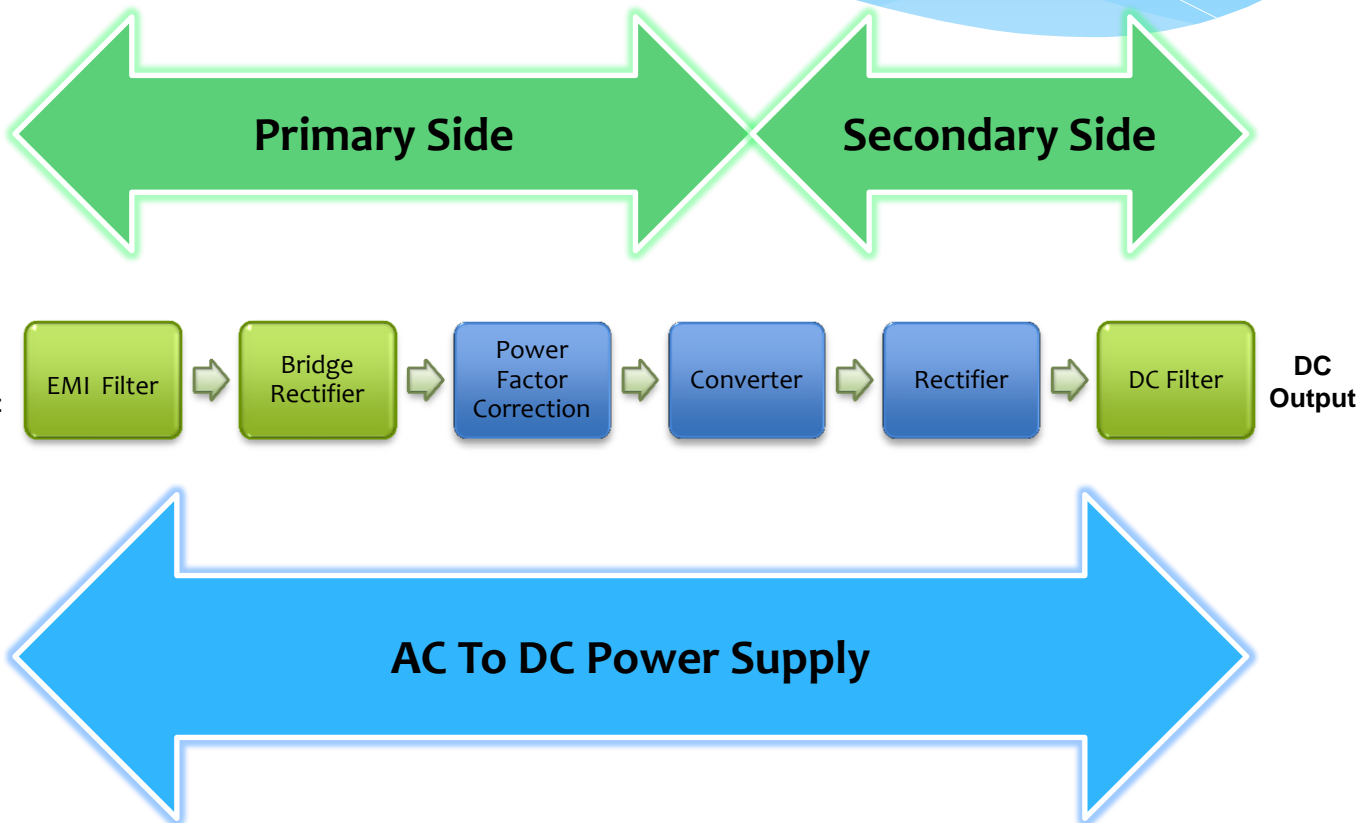 Primary Side
Secondary Side
EMI Filter
Bridge
Rectifier
Power
Factor
Correction
Converter
Rectifier
DC Filter
DC
Output
AC To DC Power Supply